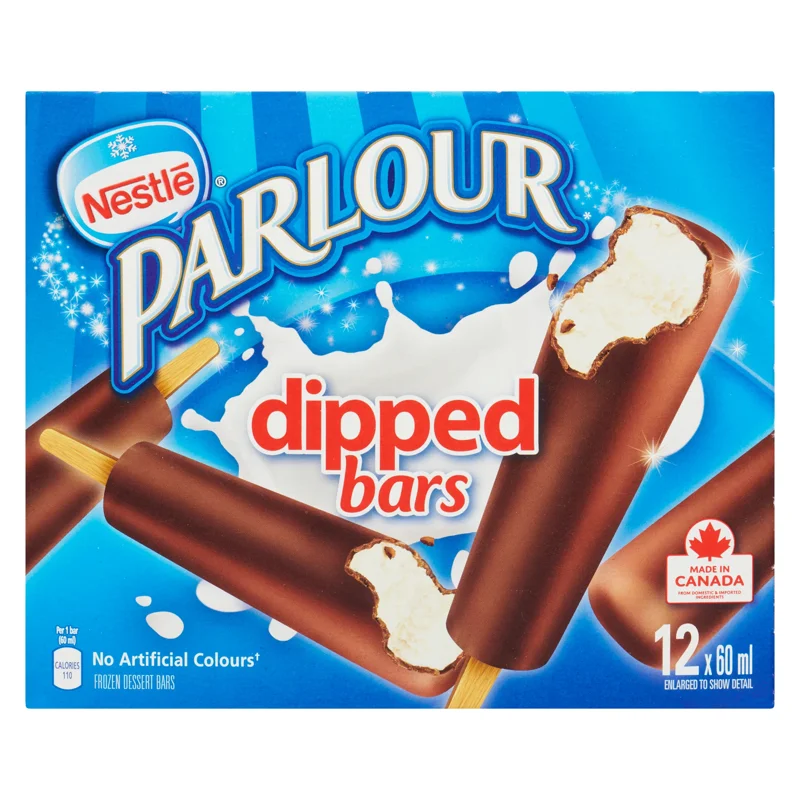 Nestlé®
PARLOUR*
dipped
bars
MADE IN
CANADA
FROM DOMESTIC & IMPORTED
INGREDIENTS
Per 1 bar
(60 ml)
CALORIES
110
No Artificial Colours†
FROZEN DESSERT BARS
12 x 60 ml
ENLARGED TO SHOW DETAIL